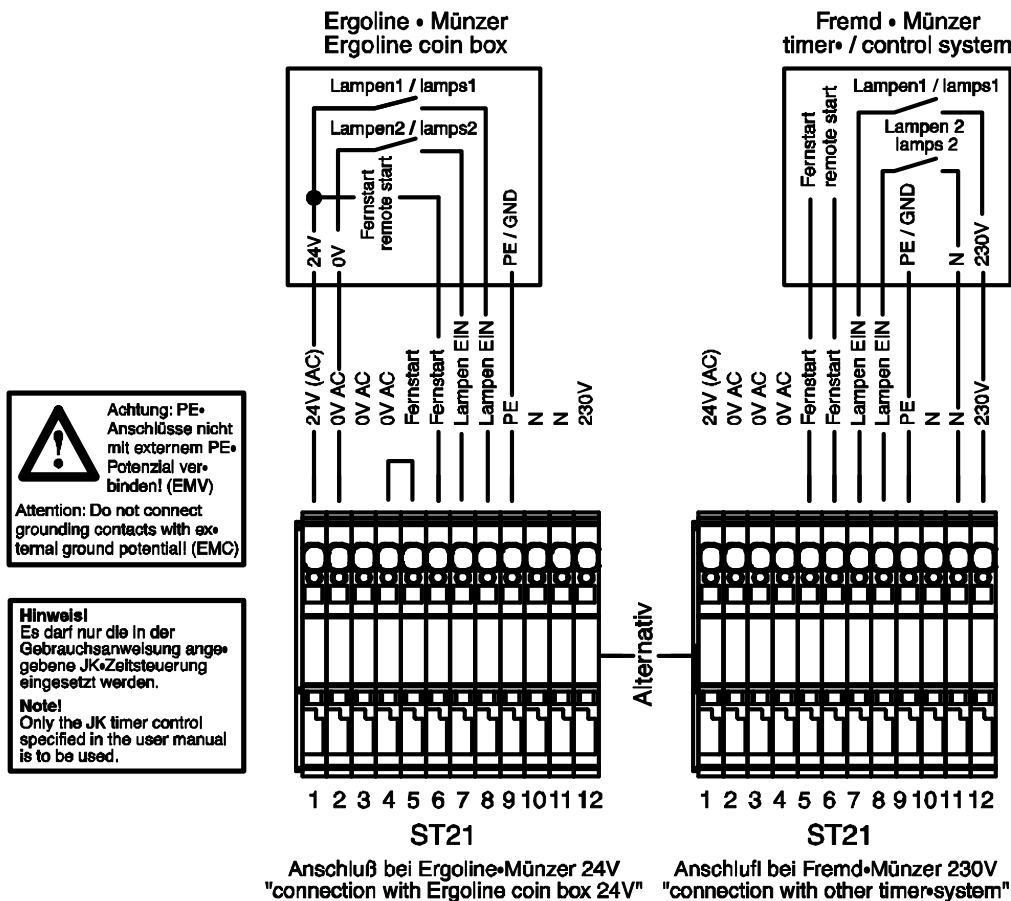 Ergoline • Münzer
Ergoline coin box
Lampen1 / lamps1
Lampen2 / lamps2
Fernstart
remote start
24V
0V
PE / GND
24V (AC)
0V AC
0V AC
0V AC
Fernstart
Fernstart
Lampen EIN
Lampen EIN
PE
N
N
230V
Fremd • Münzer
timer• / control system
Lampen1 / lamps1
Lampen 2
lamps 2
Fernstart
remote start
PE / GND
N
230V
24V (AC)
0V AC
0V AC
0V AC
Fernstart
Fernstart
Lampen EIN
Lampen EIN
PE
N
N
230V
Achtung: PE•
Anschlüsse nicht
mit externem PE•
Potenzial ver•
binden! (EMV)
Attention: Do not connect
grounding contacts with ex•
ternal ground potential! (EMC)
Hinweis!
Es darf nur die in der
Gebrauchsanweisung ange•
gebene JK•Zeitsteuerung
eingesetzt werden.
Note!
Only the JK timer control
specified in the user manual
is to be used.
Alternativ
1 2 3 4 5 6 7 8 9 10 11 12
ST21
Anschluß bei Ergoline•Münzer 24V
"connection with Ergoline coin box 24V"
1 2 3 4 5 6 7 8 9 10 11 12
ST21
Anschlufl bei Fremd•Münzer 230V
"connection with other timer•system"